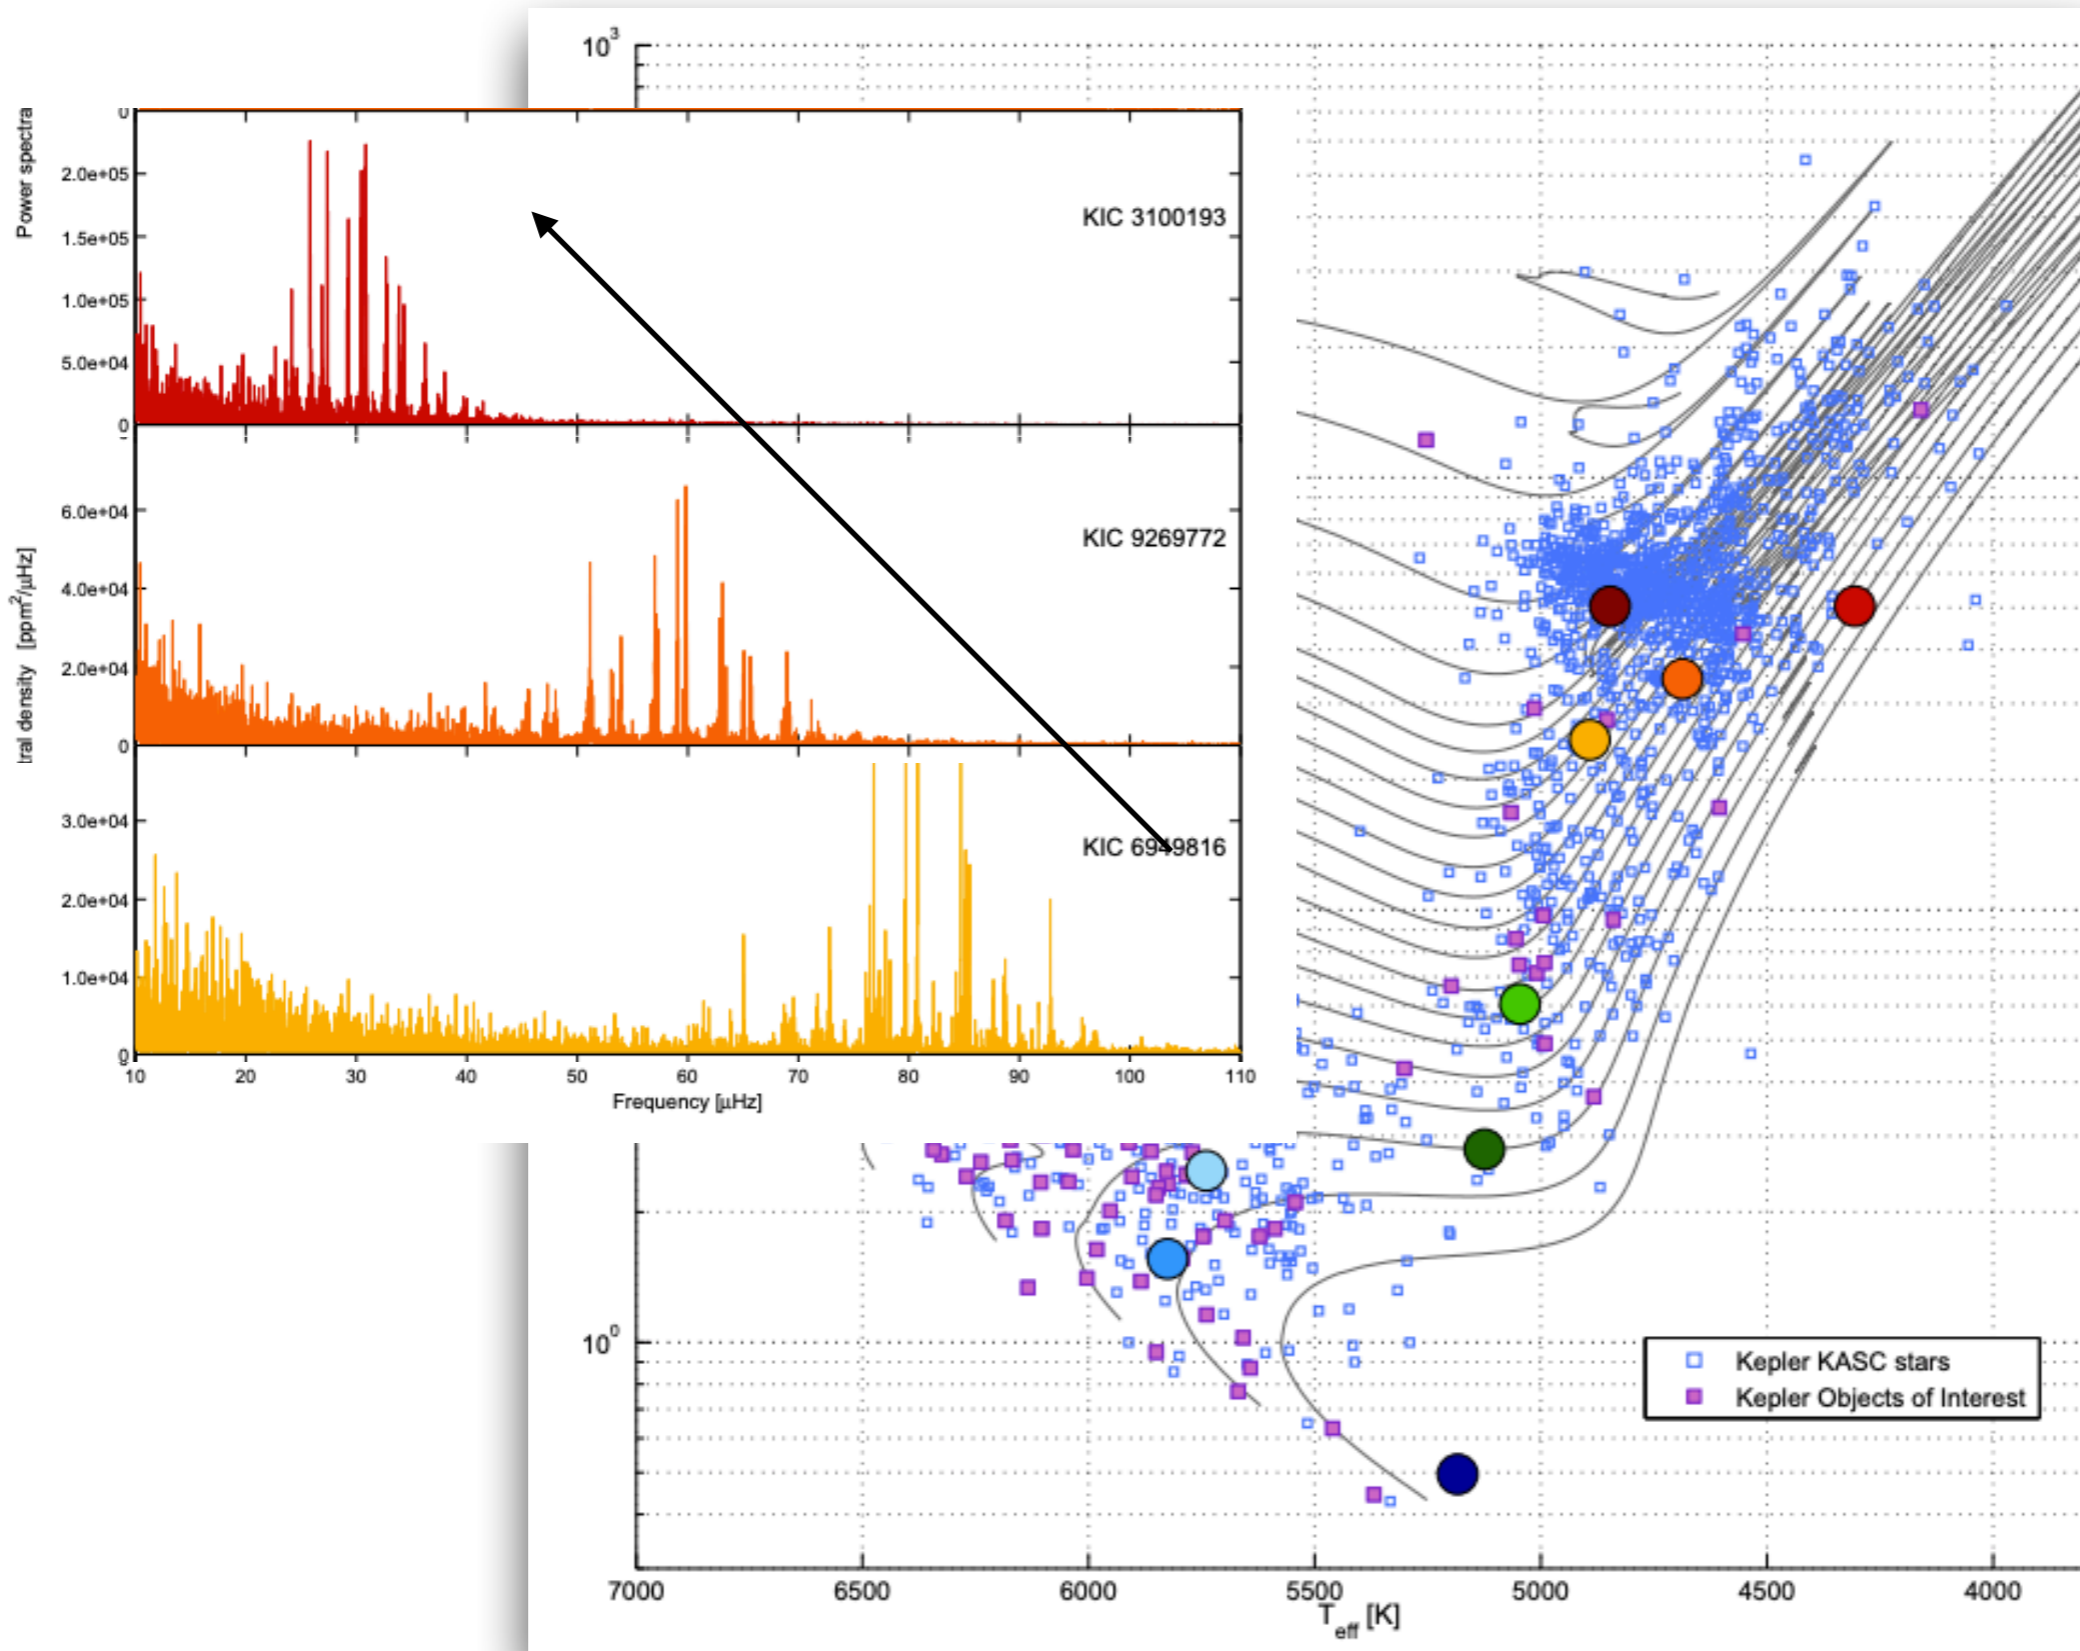 10³
Power spectra
tral density [ppm²/μHz]
0
2.0e+05
1.5e+05
1.0e+05
5.0e+04
0
KIC 3100193
6.0e+04
4.0e+04
2.0e+04
0
KIC 9269772
3.0e+04
2.0e+04
1.0e+04
0
KIC 6949816
10 20 30 40 50 60 70 80 90 100 110
Frequency [μHz]
10⁰
Kepler KASC stars
Kepler Objects of Interest
7000 6500 6000 5500 5000 4500 4000
Teff [K]